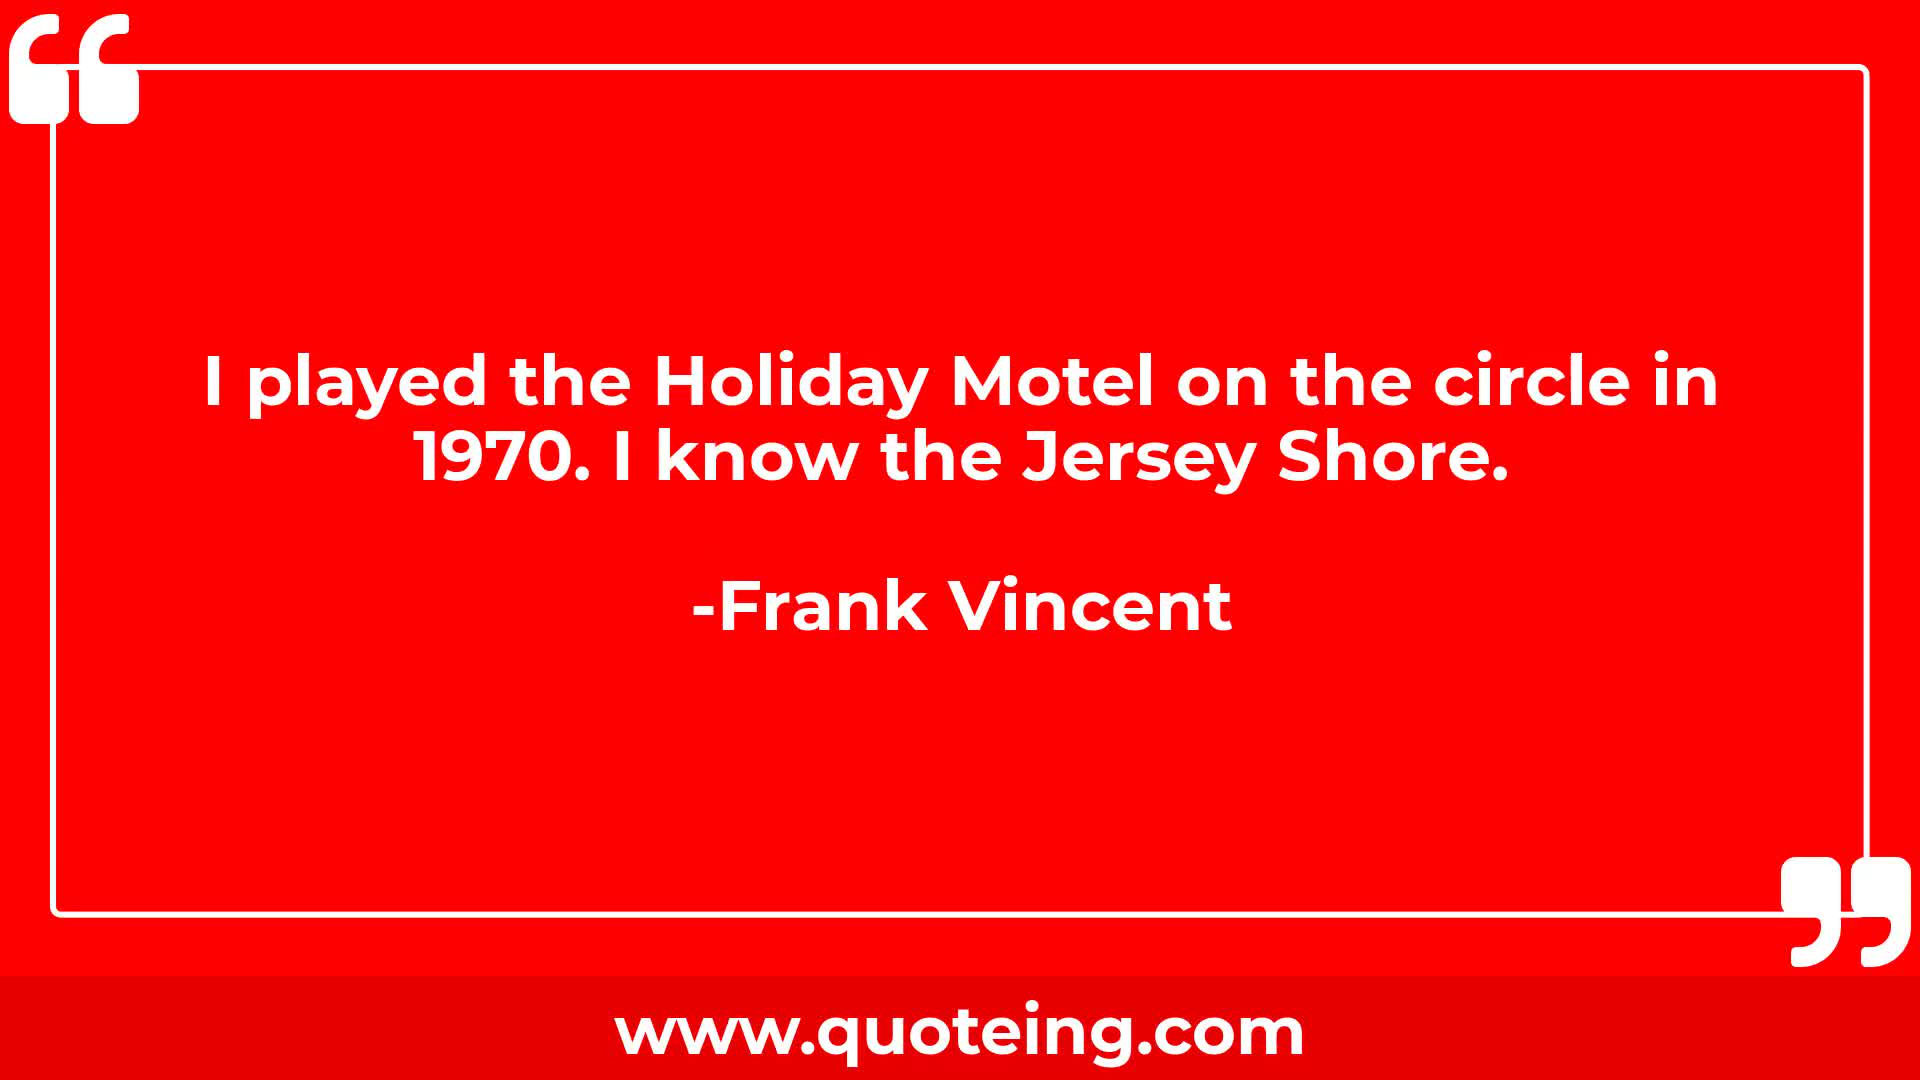 I played the Holiday Motel on the circle in
1970. I know the Jersey Shore.
-Frank Vincent
www.quoteing.com